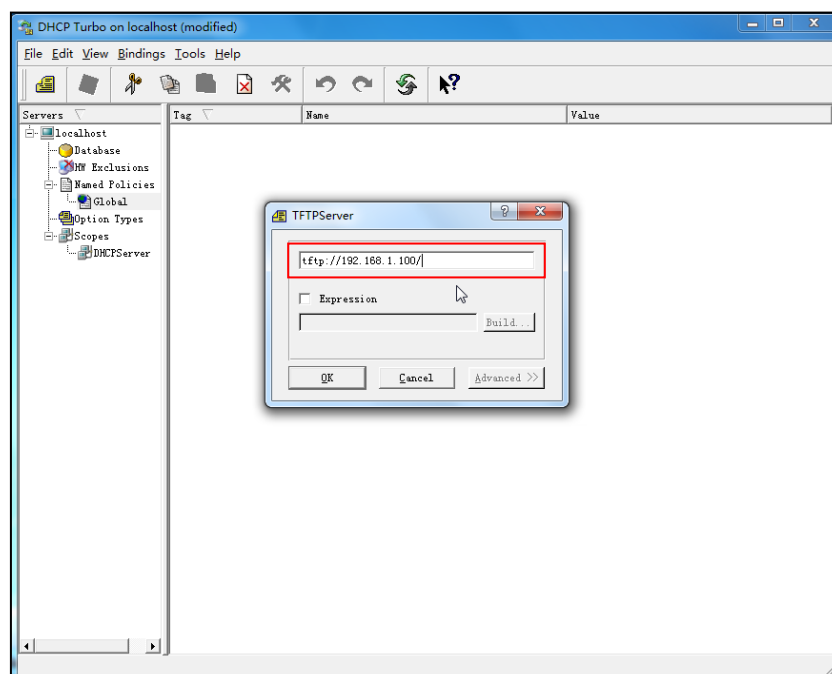 DHCP Turbo on localhost (modified)
File Edit View Bindings Tools Help
Servers Tag Name Value
localhost
Database
HW Exclusions
Named Policies
Global
Option Types
Scopes
DHCPServer
TFTPServer
tftp://192.168.1.100/
Expression
Build...
OK Cancel Advanced >>